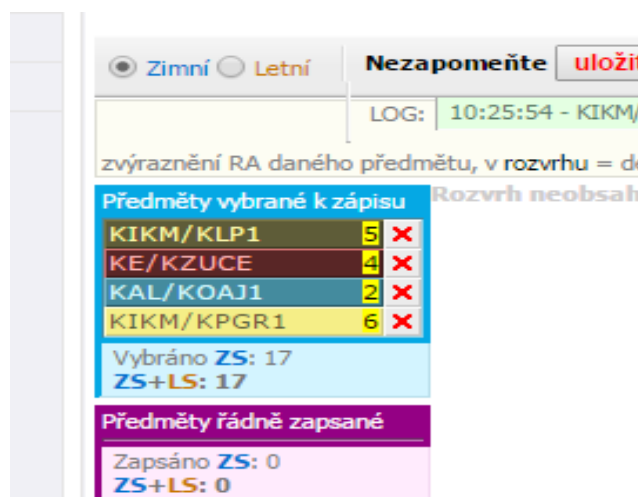 Zimní Letní Nezapomeňte uložit
LOG: 10:25:54 - KIKM/
zvýraznění RA daného předmětu, v rozvrhu = d
Předměty vybrané k zápisu
Rozvrh neobsah
KIKM/KLP1 5
KE/KZUCE 4
KAL/KOAJ1 2
KIKM/KPGR1 6
Vybráno ZS: 17
ZS+LS: 17
Předměty řádně zapsané
Zapsáno ZS: 0
ZS+LS: 0